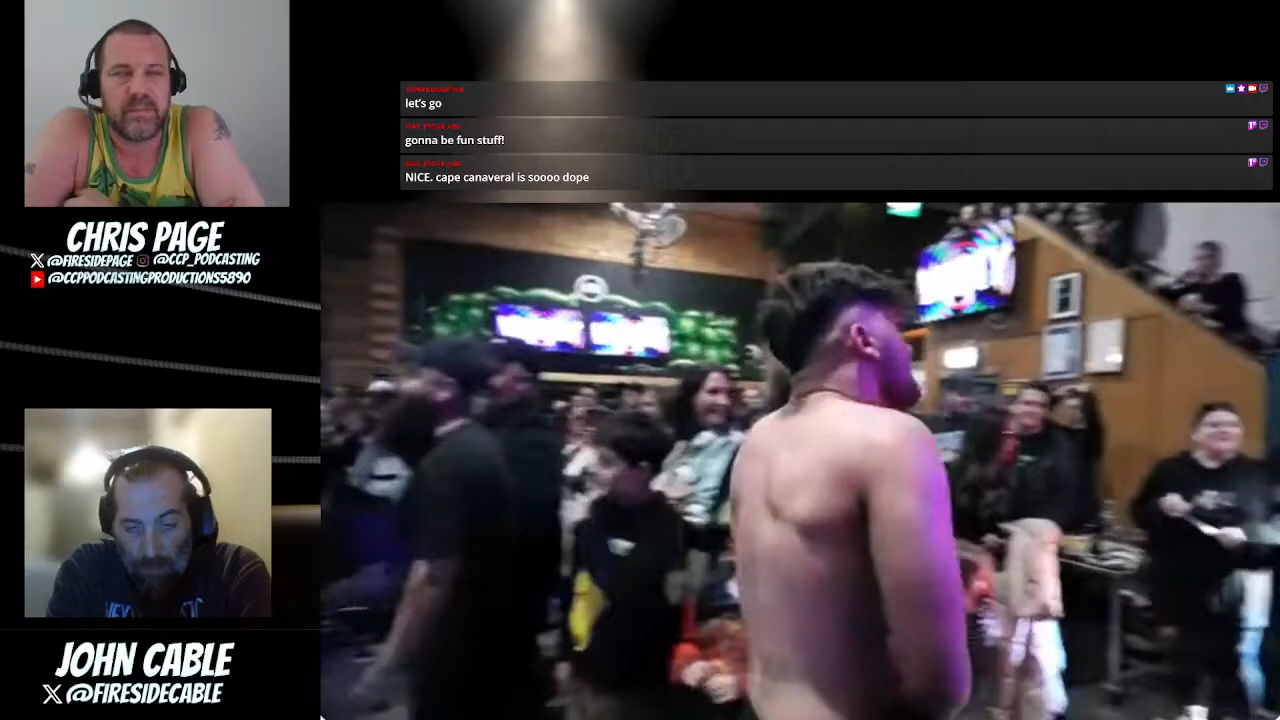 CHRIS PAGE
X @FIRESIDEPAGE @CCP_PODCASTING
@CCPPODCASTINGPRODUCTIONS5890
let's go
gonna be fun stuff!
NICE. cape canaveral is soooo dope
JOHN CABLE
X @FIRESIDECABLE